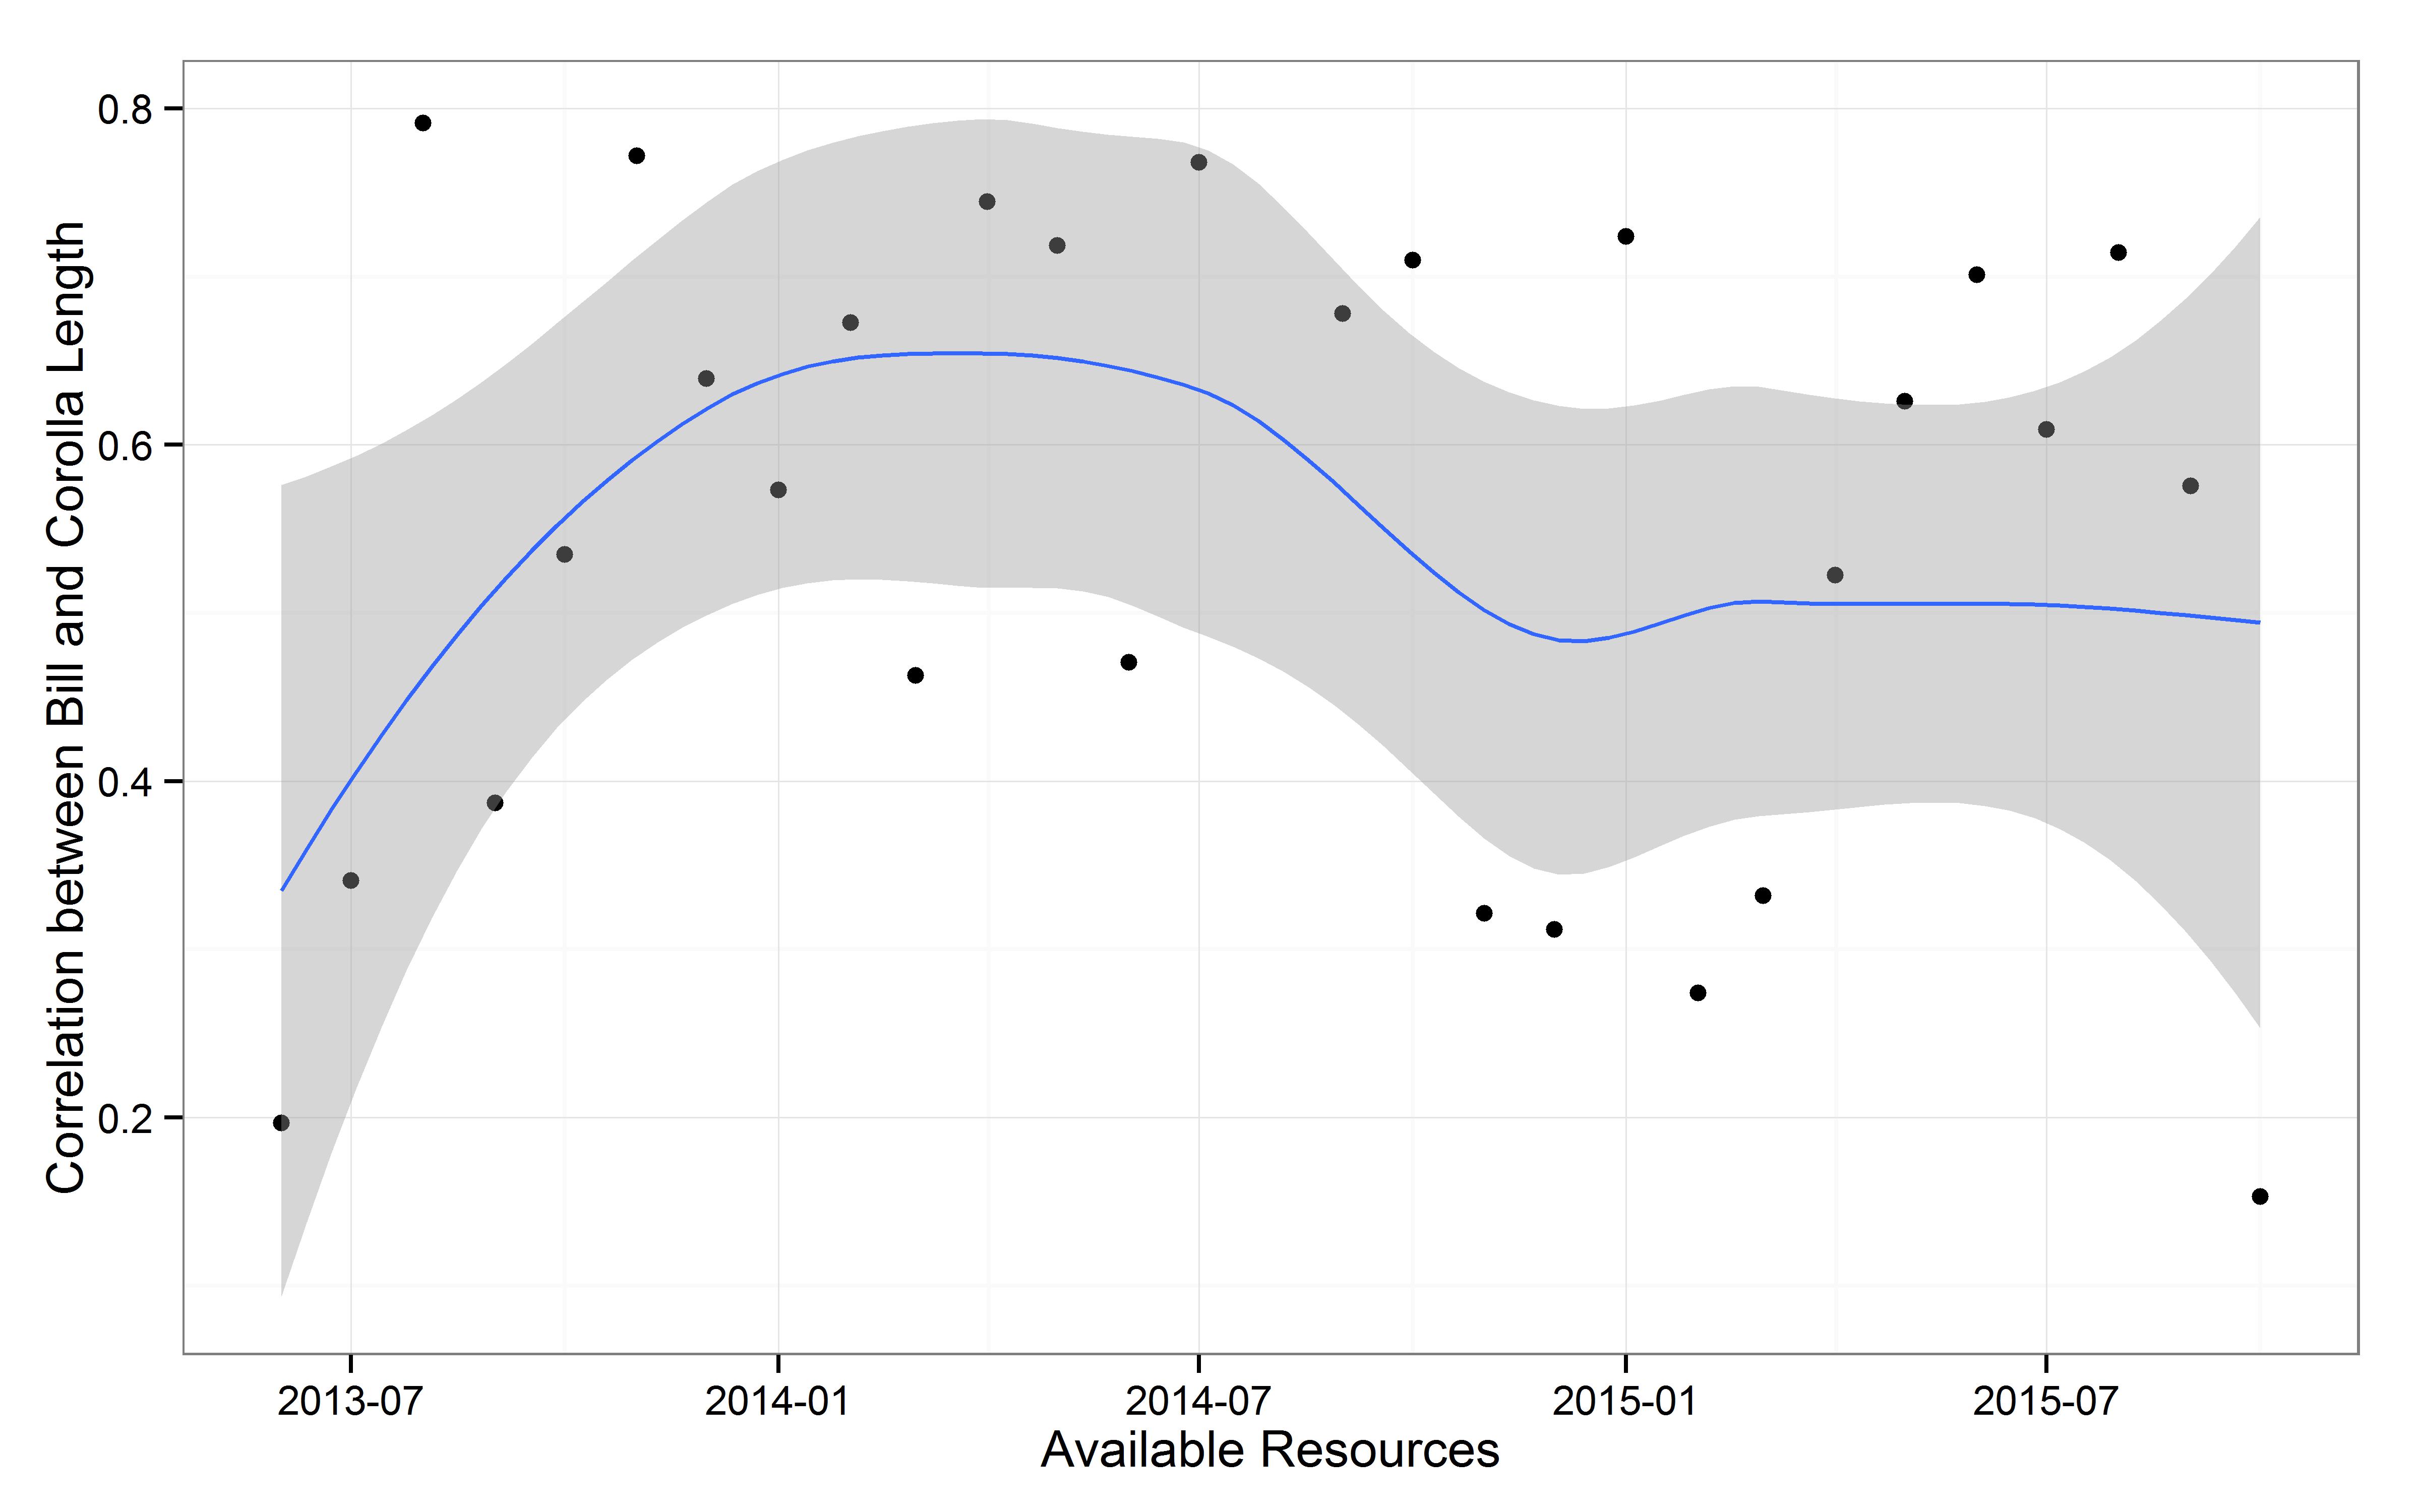 Correlation between Bill and Corolla Length
0.8
0.6
0.4
0.2
2013-07 2014-01 2014-07 2015-01 2015-07
Available Resources